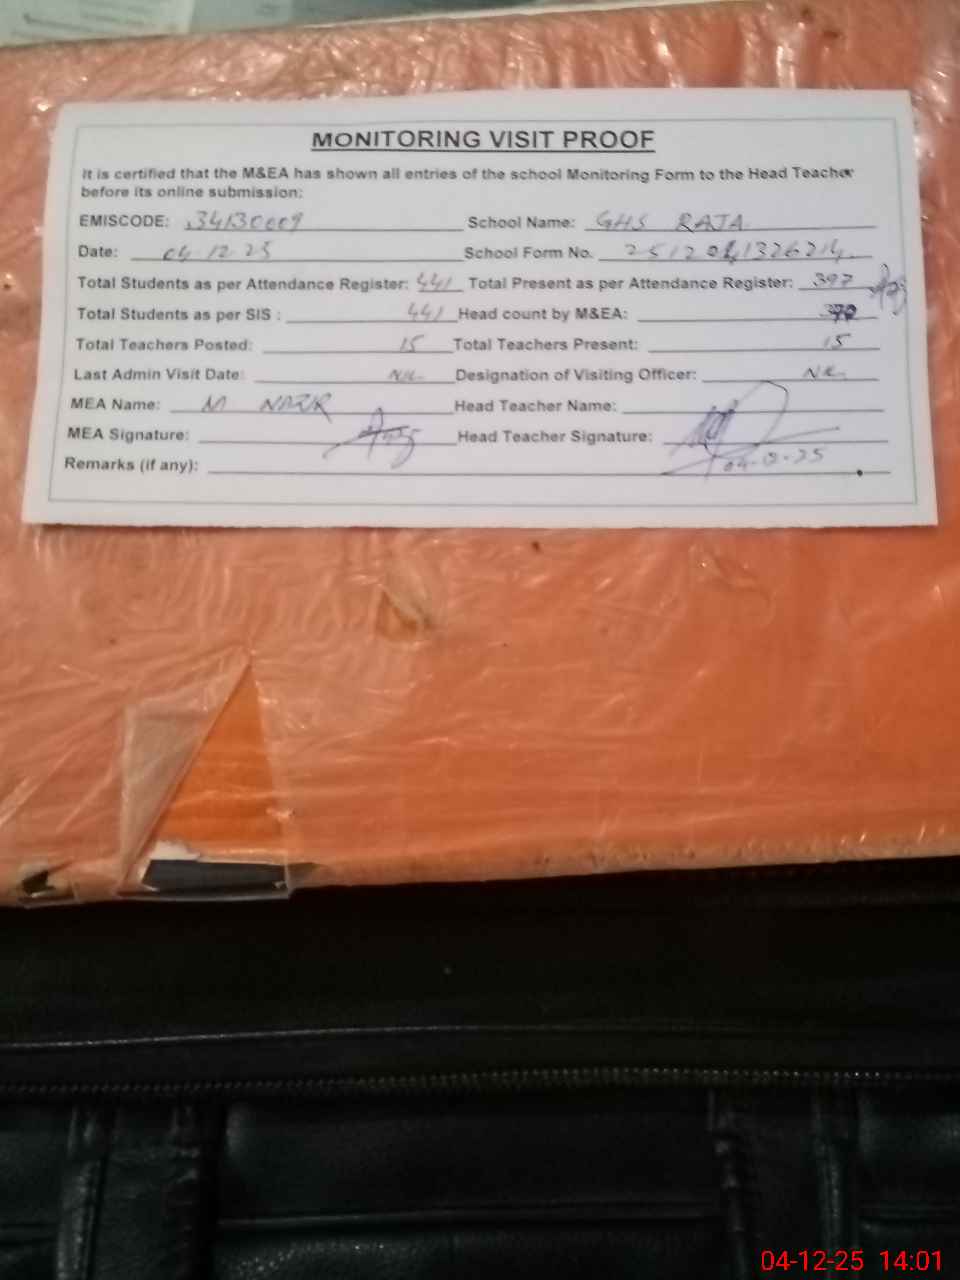 MONITORING VISIT PROOF
It is certified that the M&EA has shown all entries of the school Monitoring Form to the Head Teacher
before its online submission:
EMISCODE: 34130009 School Name: GHS RAJA
Date: 04-12-25 School Form No. 2512041326214
Total Students as per Attendance Register: 441 Total Present as per Attendance Register: 397
Total Students as per SIS : 441 Head count by M&EA:
Total Teachers Posted: 15 Total Teachers Present: 15
Last Admin Visit Date: NIL Designation of Visiting Officer: NIL
MEA Name: M Head Teacher Name:
MEA Signature: Head Teacher Signature:
Remarks (if any):
04-12-25 14:01